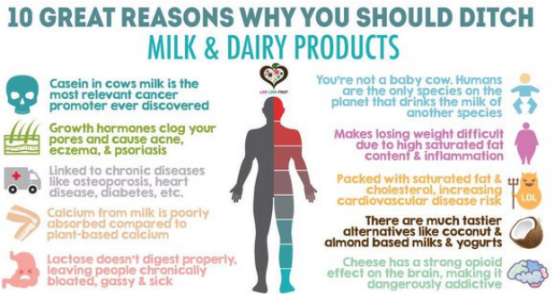 10 GREAT REASONS WHY YOU SHOULD DITCH
MILK & DAIRY PRODUCTS
Casein in cows milk is the
most relevant cancer
promoter ever discovered
Growth hormones clog your
pores and cause acne,
eczema, & psoriasis
Linked to chronic diseases
like osteoporosis, heart
disease, diabetes, etc.
Calcium from milk is poorly
absorbed compared to
plant-based calcium
Lactose doesn't digest properly,
leaving people chronically
bloated, gassy & sick
LIVE LOVE FRUIT
You're not a baby cow. Humans
are the only species on the
planet that drinks the milk of
another species
Makes losing weight difficult
due to high saturated fat
content & inflammation
Packed with saturated fat &
cholesterol, increasing
cardiovascular disease risk
LDL
There are much tastier
alternatives like coconut &
almond based milks & yogurts
Cheese has a strong opioid
effect on the brain, making it
dangerously addictive